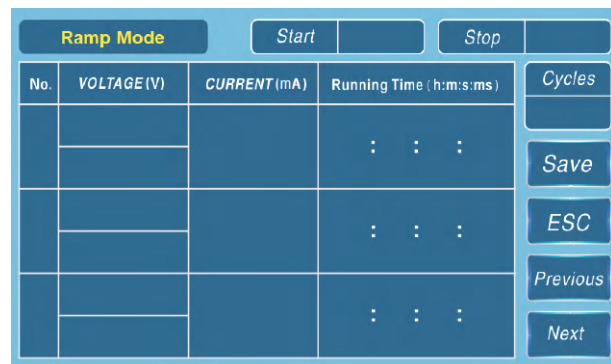 Ramp Mode Start Stop
No. VOLTAGE(V) CURRENT(mA) Running Time (h:m:s:ms) Cycles
: : :
Save
ESC
: : :
Previous
: : :
Next